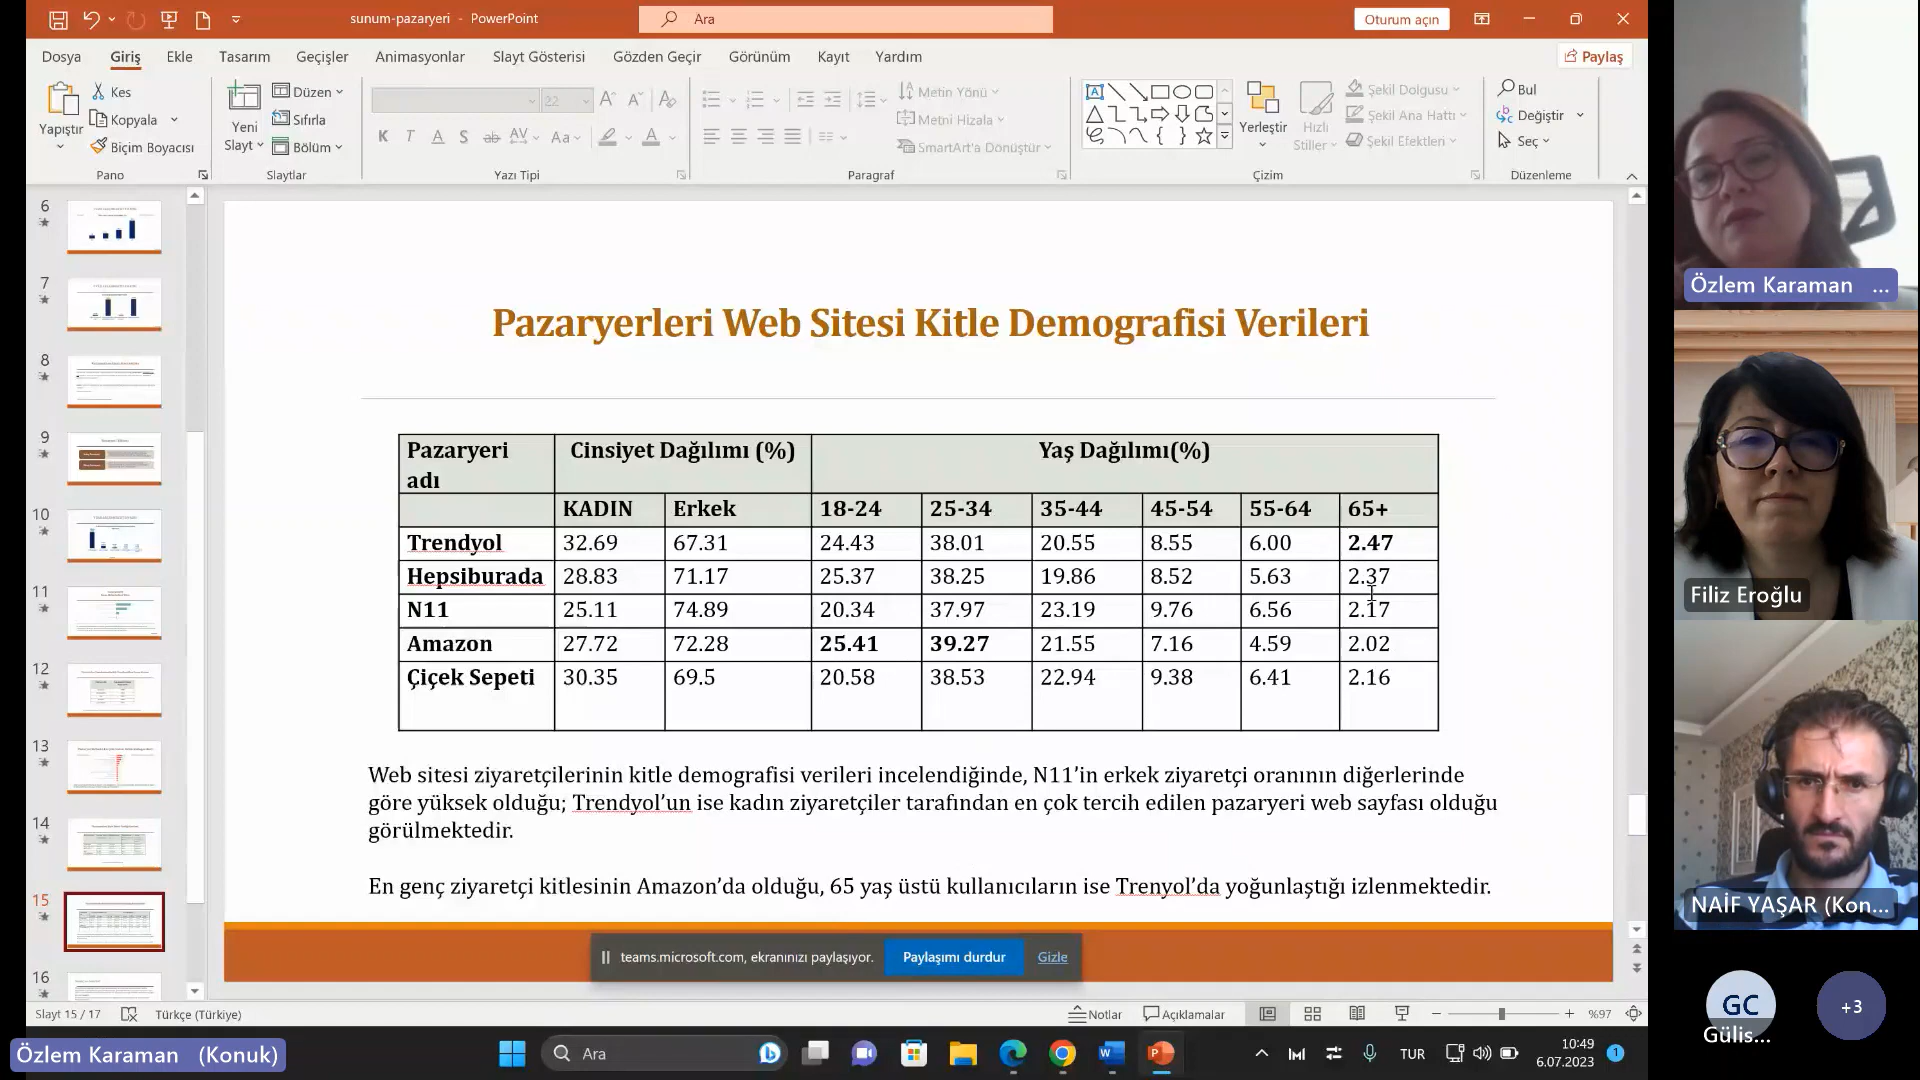 sunum-pazaryeri - PowerPoint
Ara
Oturum açın
Dosya Giriş Ekle Tasarım Geçişler Animasyonlar Slayt Gösterisi Gözden Geçir Görünüm Kayıt Yardım
Paylaş
Yapıştır
Kes
Kopyala
Biçim Boyacısı
Pano
Yeni
Slayt
Düzen
Sıfırla
Bölüm
Slaytlar
22
Yazı Tipi
Metin Yönü
Metni Hizala
SmartArt'a Dönüştür
Paragraf
Yerleştir
Hızlı
Stiller
Şekil Dolgusu
Şekil Ana Hattı
Şekil Efektleri
Çizim
Bul
Değiştir
Seç
Düzenleme
6
7
8
9
10
11
12
13
14
15
16
Pazaryerleri Web Sitesi Kitle Demografisi Verileri
Pazaryeri adı Cinsiyet Dağılımı (%) Yaş Dağılımı(%)
KADIN Erkek 18-24 25-34 35-44 45-54 55-64 65+
Trendyol 32.69 67.31 24.43 38.01 20.55 8.55 6.00 2.47
Hepsiburada 28.83 71.17 25.37 38.25 19.86 8.52 5.63 2.37
N11 25.11 74.89 20.34 37.97 23.19 9.76 6.56 2.17
Amazon 27.72 72.28 25.41 39.27 21.55 7.16 4.59 2.02
Çiçek Sepeti 30.35 69.5 20.58 38.53 22.94 9.38 6.41 2.16
Web sitesi ziyaretçilerinin kitle demografisi verileri incelendiğinde, N11'in erkek ziyaretçi oranının diğerlerinde
göre yüksek olduğu; Trendyol'un ise kadın ziyaretçiler tarafından en çok tercih edilen pazaryeri web sayfası olduğu
görülmektedir.
En genç ziyaretçi kitlesinin Amazon'da olduğu, 65 yaş üstü kullanıcıların ise Trenyol'da yoğunlaştığı izlenmektedir.
teams.microsoft.com, ekranınızı paylaşıyor. Paylaşımı durdur Gizle
Slayt 15 / 17 Türkçe (Türkiye) Notlar Açıklamalar %97
Ara
TUR
10:49
6.07.2023
1
Özlem Karaman (Konuk)
Özlem Karaman ...
Filiz Eroğlu
NAİF YAŞAR (Kon...
GC
Gülis...
+3